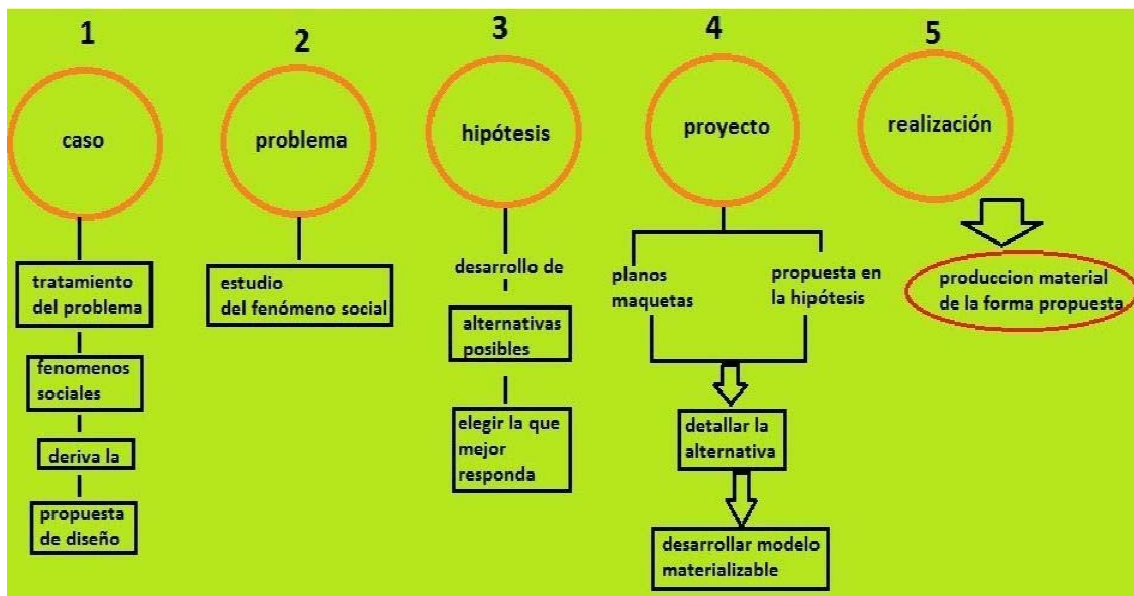 1
caso
tratamiento
del problema
fenomenos
sociales
deriva la
propuesta
de diseño
2
problema
estudio
del fenómeno social
3
hipótesis
desarrollo de
alternativas
posibles
elegir la que
mejor
responda
4
proyecto
planos
maquetas
propuesta en
la hipótesis
detallar la
alternativa
desarrollar modelo
materializable
5
realización
produccion material
de la forma propuesta